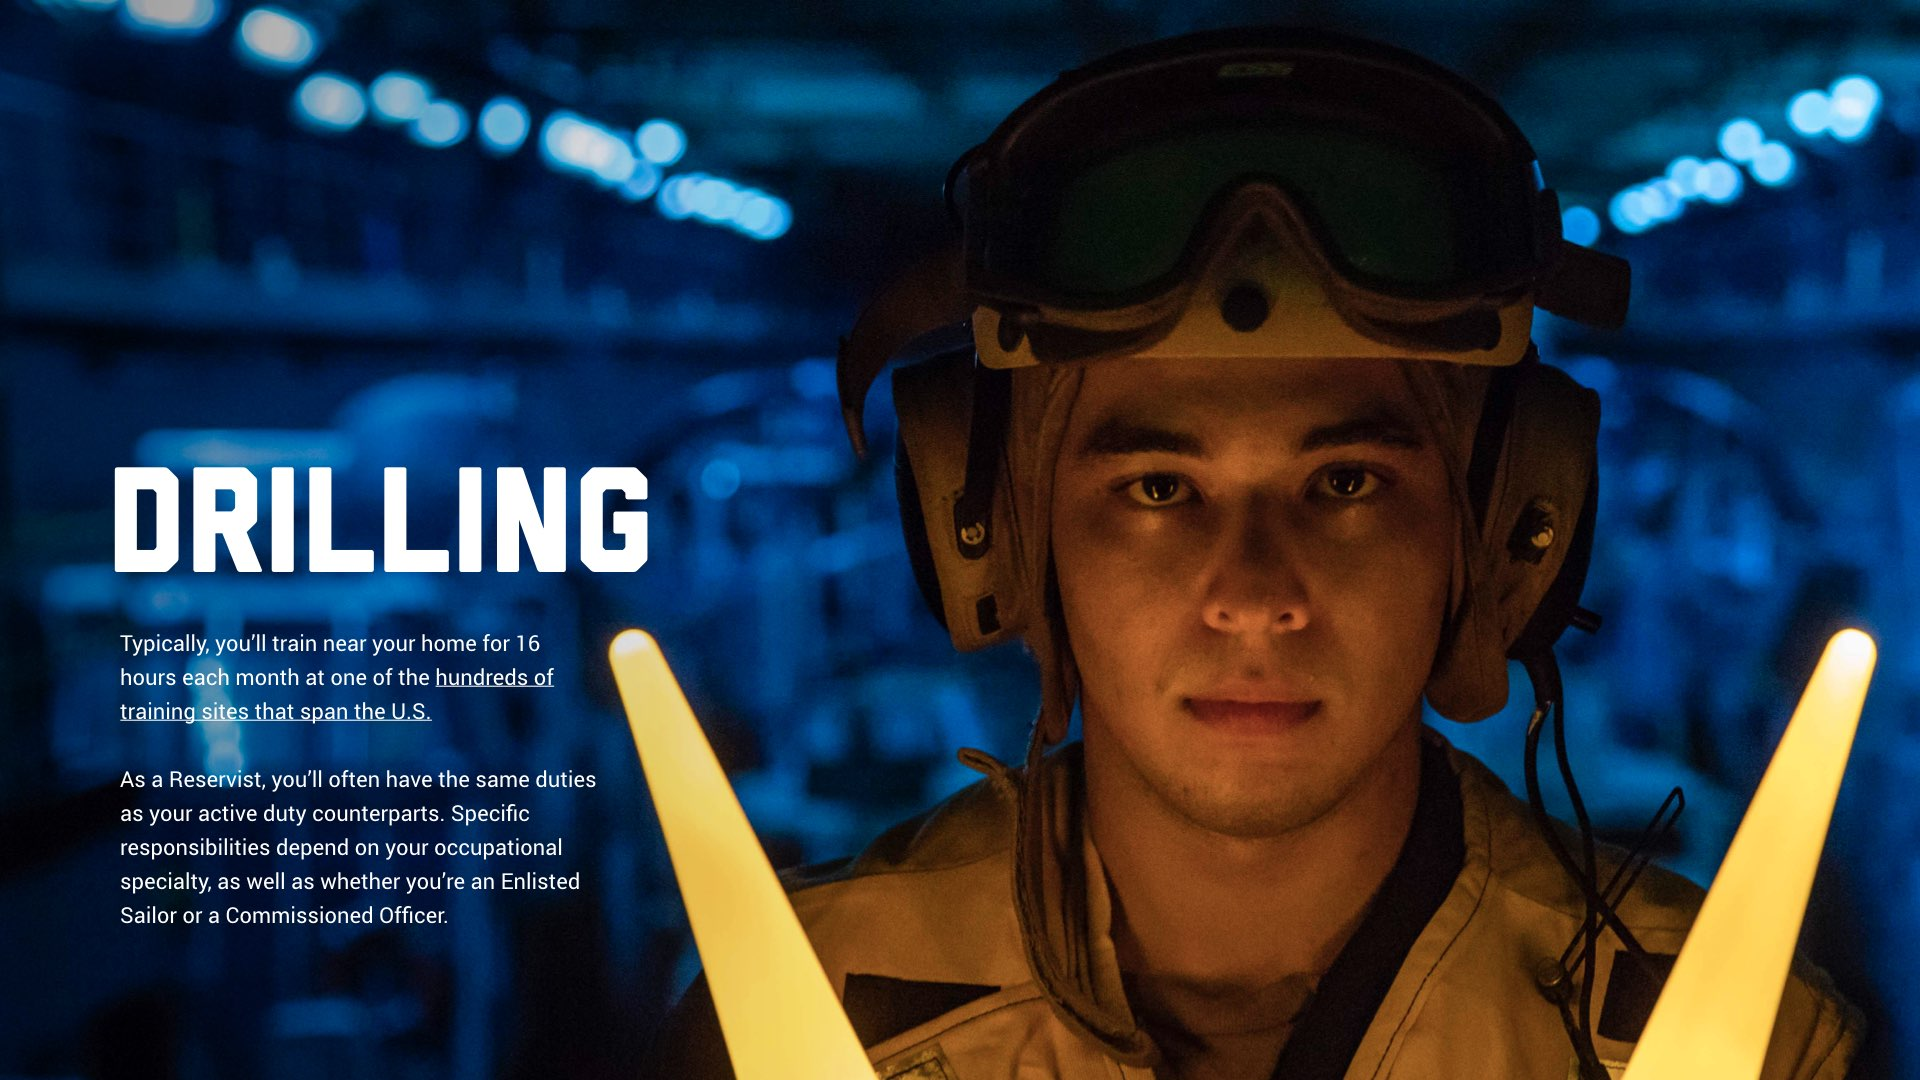 DRILLING
Typically, you’ll train near your home for 16
hours each month at one of the hundreds of
training sites that span the U.S.
As a Reservist, you’ll often have the same duties
as your active duty counterparts. Specific
responsibilities depend on your occupational
specialty, as well as whether you’re an Enlisted
Sailor or a Commissioned Officer.